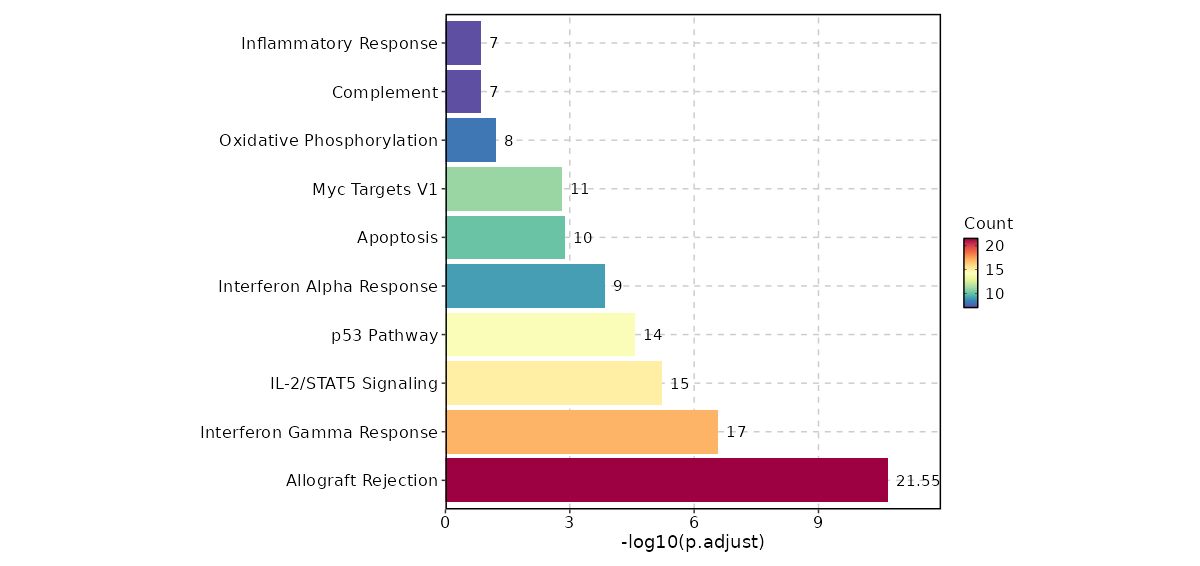 Inflammatory Response 7
Complement 7
Oxidative Phosphorylation 8
Myc Targets V1 11
Apoptosis 10
Interferon Alpha Response 9
p53 Pathway 14
IL-2/STAT5 Signaling 15
Interferon Gamma Response 17
Allograft Rejection 21.55
0 3 6 9
-log10(p.adjust)
Count
20
15
10